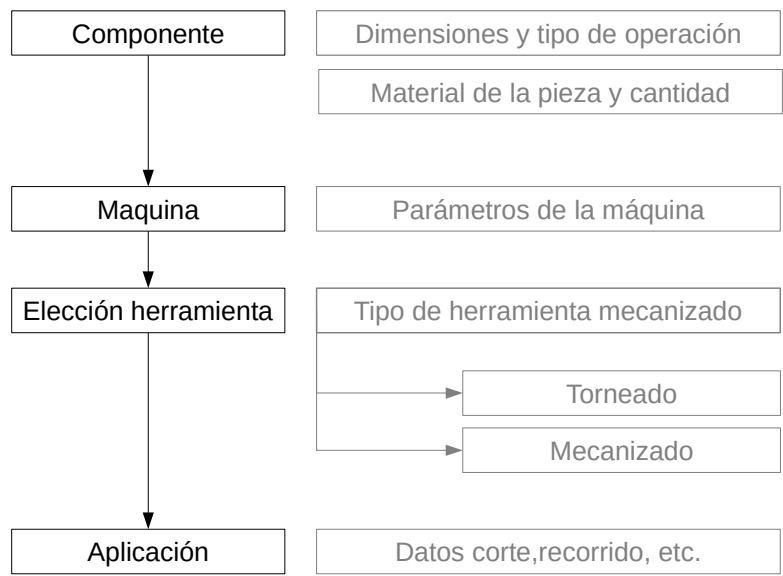 Componente
Dimensiones y tipo de operación
Material de la pieza y cantidad
Maquina
Parámetros de la máquina
Elección herramienta
Tipo de herramienta mecanizado
Torneado
Mecanizado
Aplicación
Datos corte,recorrido, etc.